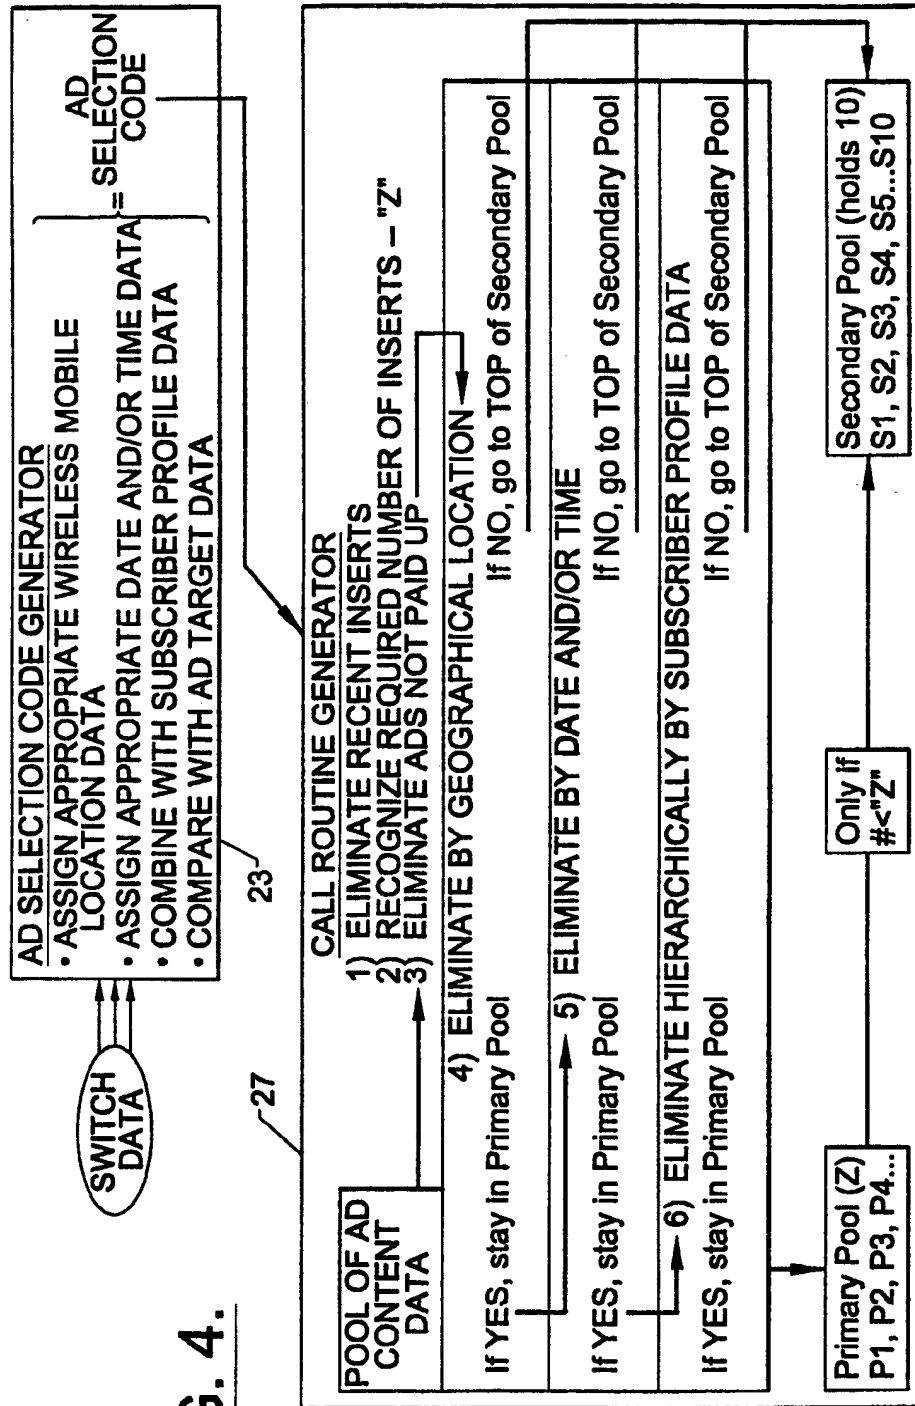 G. 4.
SWITCH
DATA
AD SELECTION CODE GENERATOR
• ASSIGN APPROPRIATE WIRELESS MOBILE
LOCATION DATA
• ASSIGN APPROPRIATE DATE AND/OR TIME DATA
• COMBINE WITH SUBSCRIBER PROFILE DATA
• COMPARE WITH AD TARGET DATA
=
AD
SELECTION
CODE
23
27
CALL ROUTINE GENERATOR
1) ELIMINATE RECENT INSERTS
2) RECOGNIZE REQUIRED NUMBER OF INSERTS – "Z"
3) ELIMINATE ADS NOT PAID UP
POOL OF AD
CONTENT
DATA
4) ELIMINATE BY GEOGRAPHICAL LOCATION
If YES, stay in Primary Pool
If NO, go to TOP of Secondary Pool
5) ELIMINATE BY DATE AND/OR TIME
If YES, stay in Primary Pool
If NO, go to TOP of Secondary Pool
6) ELIMINATE HIERARCHICALLY BY SUBSCRIBER PROFILE DATA
If YES, stay in Primary Pool
If NO, go to TOP of Secondary Pool
Primary Pool (Z)
P1, P2, P3, P4...
Only if
#<"Z"
Secondary Pool (holds 10)
S1, S2, S3, S4, S5...S10